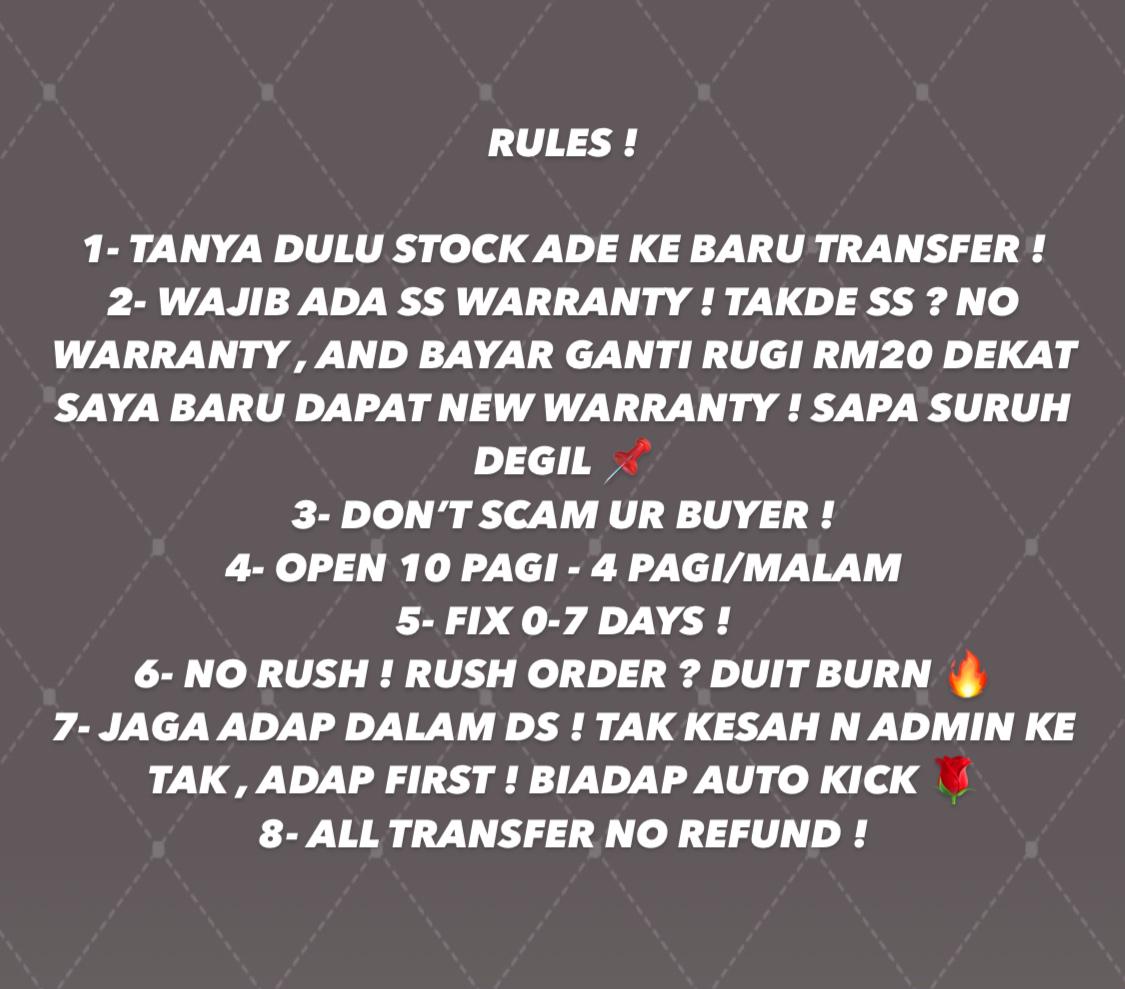 RULES !
1- TANYA DULU STOCK ADE KE BARU TRANSFER !
2- WAJIB ADA SS WARRANTY ! TAKDE SS ? NO
WARRANTY , AND BAYAR GANTI RUGI RM20 DEKAT
SAYA BARU DAPAT NEW WARRANTY ! SAPA SURUH
DEGIL 📌
3- DON’T SCAM UR BUYER !
4- OPEN 10 PAGI - 4 PAGI/MALAM
5- FIX 0-7 DAYS !
6- NO RUSH ! RUSH ORDER ? DUIT BURN 🔥
7- JAGA ADAP DALAM DS ! TAK KESAH N ADMIN KE
TAK , ADAP FIRST ! BIADAP AUTO KICK 🌹
8- ALL TRANSFER NO REFUND !